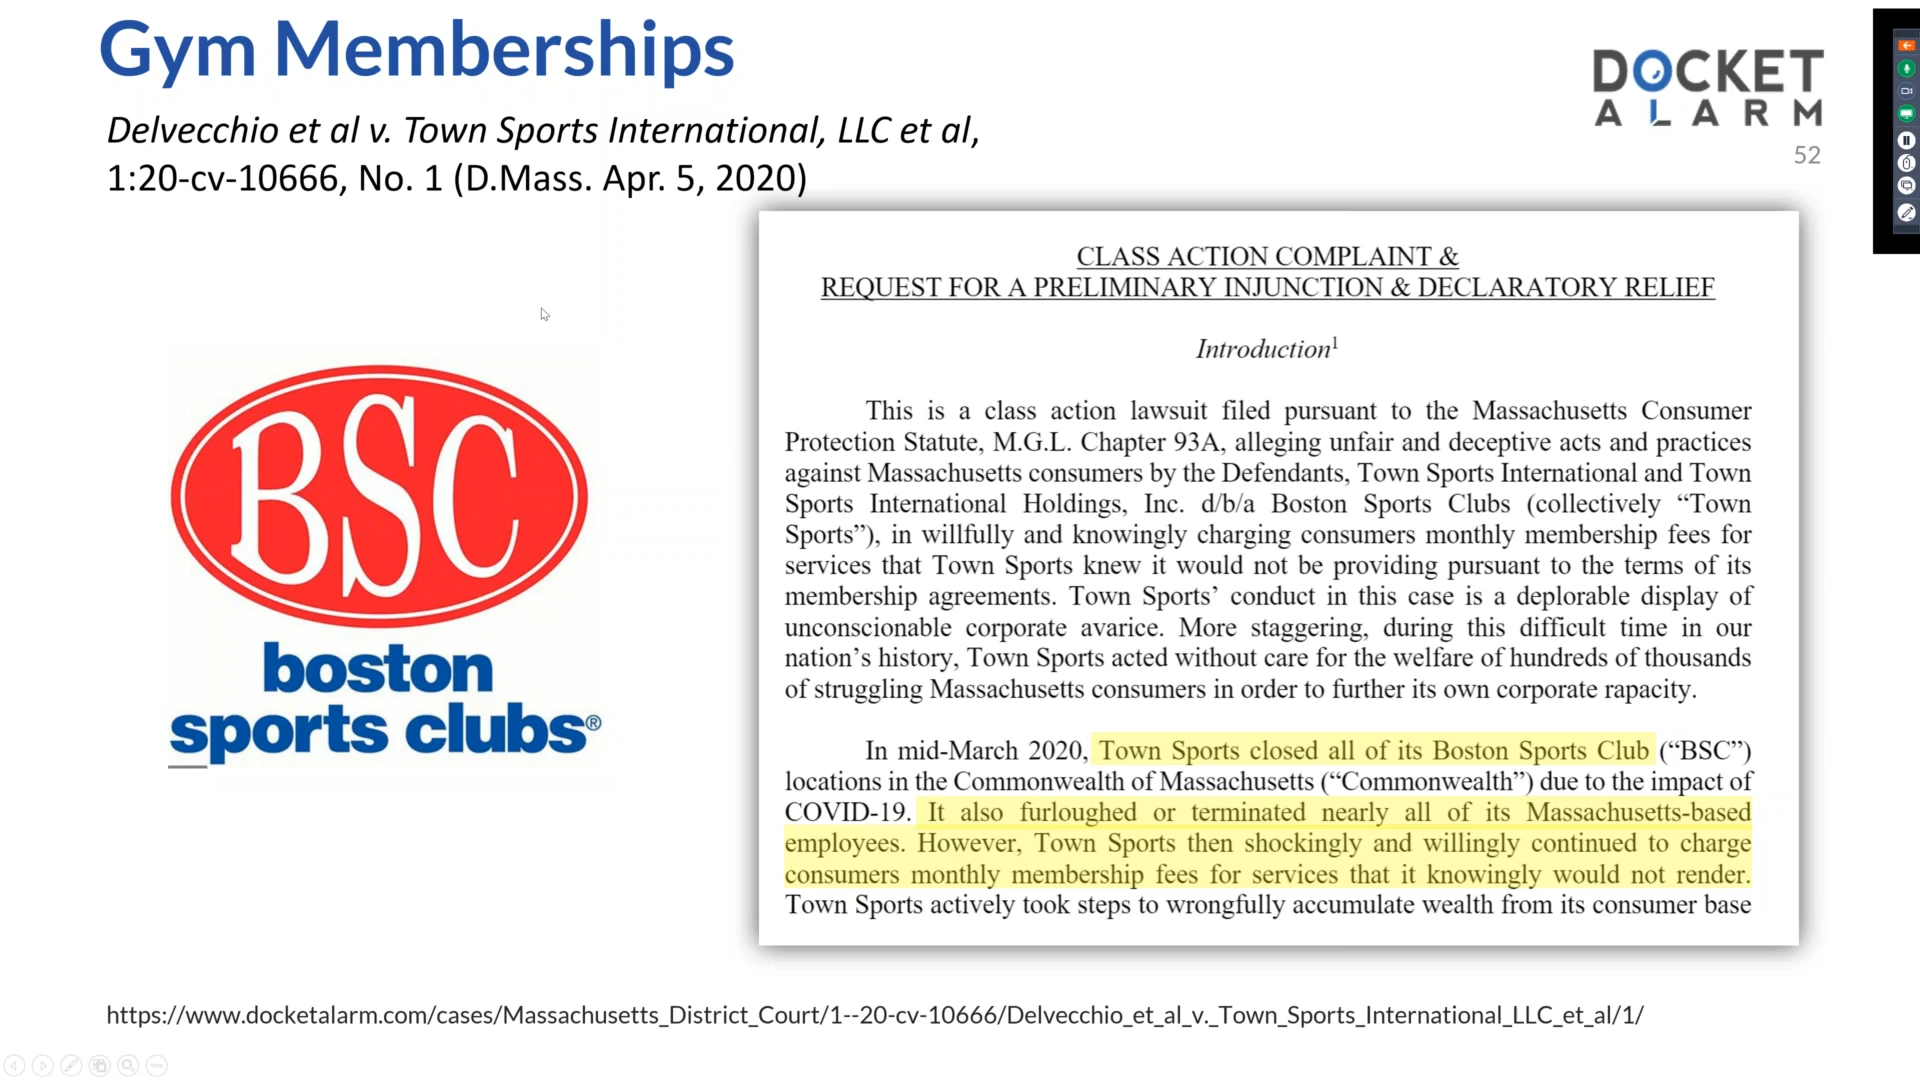 Gym Memberships
DOCKET
ALARM
52
Delvecchio et al v. Town Sports International, LLC et al,
1:20-cv-10666, No. 1 (D.Mass. Apr. 5, 2020)
BSC
boston
sports clubs®
CLASS ACTION COMPLAINT &
REQUEST FOR A PRELIMINARY INJUNCTION & DECLARATORY RELIEF
Introduction1
This is a class action lawsuit filed pursuant to the Massachusetts Consumer
Protection Statute, M.G.L. Chapter 93A, alleging unfair and deceptive acts and practices
against Massachusetts consumers by the Defendants, Town Sports International and Town
Sports International Holdings, Inc. d/b/a Boston Sports Clubs (collectively “Town
Sports”), in willfully and knowingly charging consumers monthly membership fees for
services that Town Sports knew it would not be providing pursuant to the terms of its
membership agreements. Town Sports’ conduct in this case is a deplorable display of
unconscionable corporate avarice. More staggering, during this difficult time in our
nation’s history, Town Sports acted without care for the welfare of hundreds of thousands
of struggling Massachusetts consumers in order to further its own corporate rapacity.
In mid-March 2020, Town Sports closed all of its Boston Sports Club (“BSC”)
locations in the Commonwealth of Massachusetts (“Commonwealth”) due to the impact of
COVID-19. It also furloughed or terminated nearly all of its Massachusetts-based
employees. However, Town Sports then shockingly and willingly continued to charge
consumers monthly membership fees for services that it knowingly would not render.
Town Sports actively took steps to wrongfully accumulate wealth from its consumer base
https://www.docketalarm.com/cases/Massachusetts_District_Court/1--20-cv-10666/Delvecchio_et_al_v._Town_Sports_International_LLC_et_al/1/